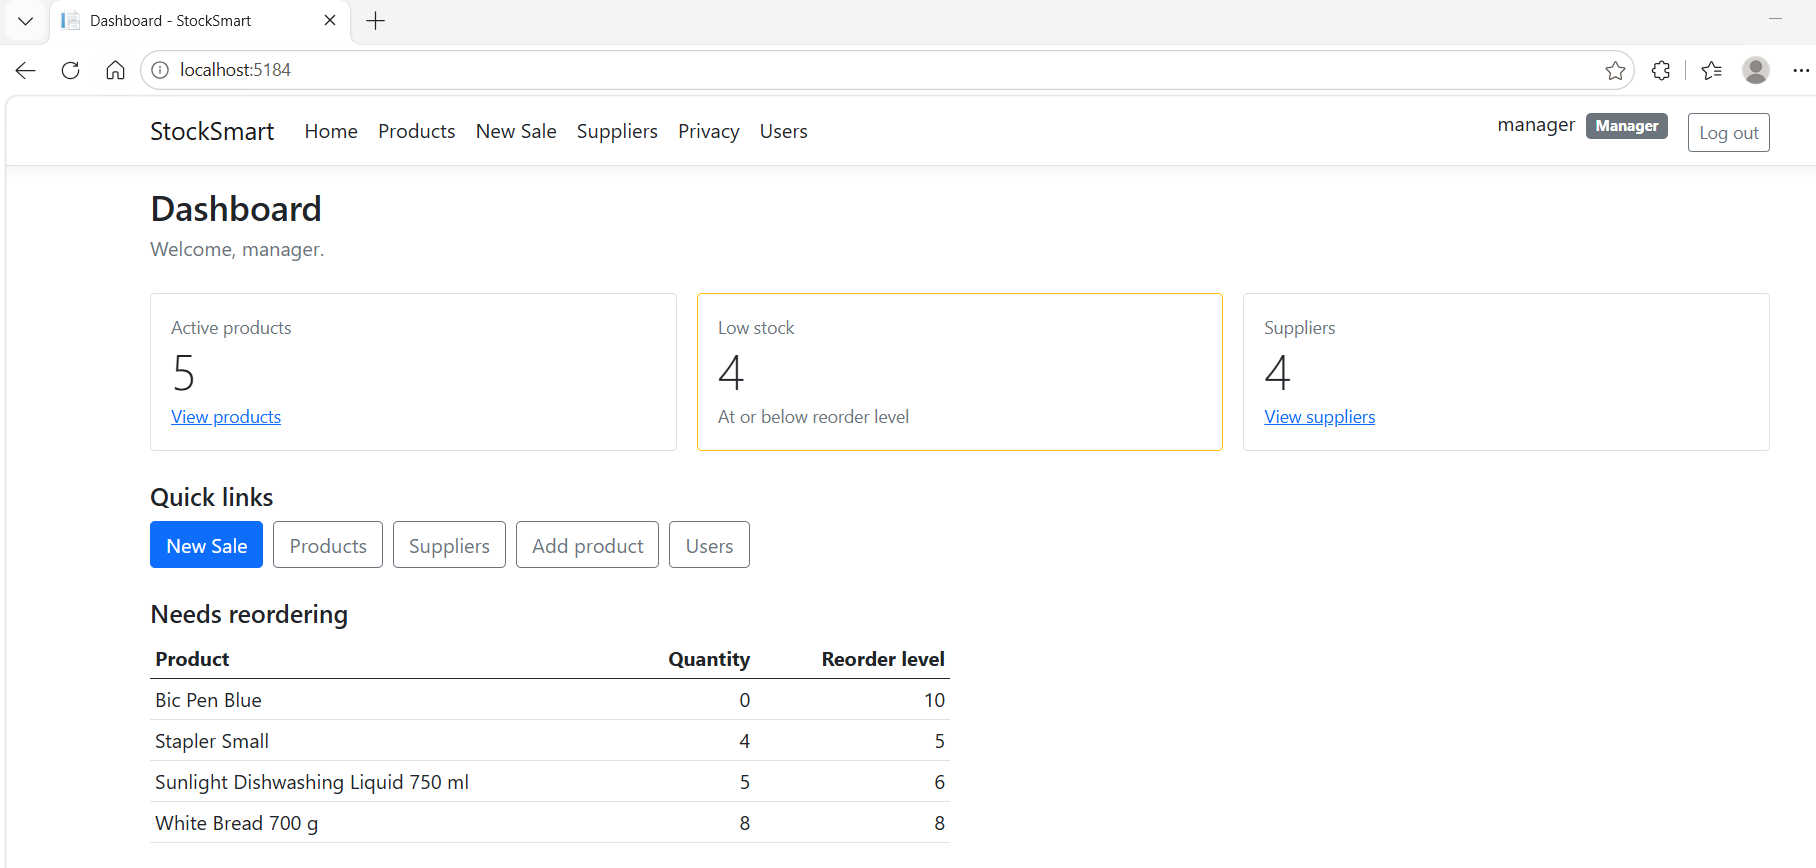 Dashboard - StockSmart
localhost:5184
StockSmart Home Products New Sale Suppliers Privacy Users manager Manager Log out
Dashboard
Welcome, manager.
Active products
5
View products
Low stock
4
At or below reorder level
Suppliers
4
View suppliers
Quick links
New Sale Products Suppliers Add product Users
Needs reordering
Product Quantity Reorder level
Bic Pen Blue 0 10
Stapler Small 4 5
Sunlight Dishwashing Liquid 750 ml 5 6
White Bread 700 g 8 8